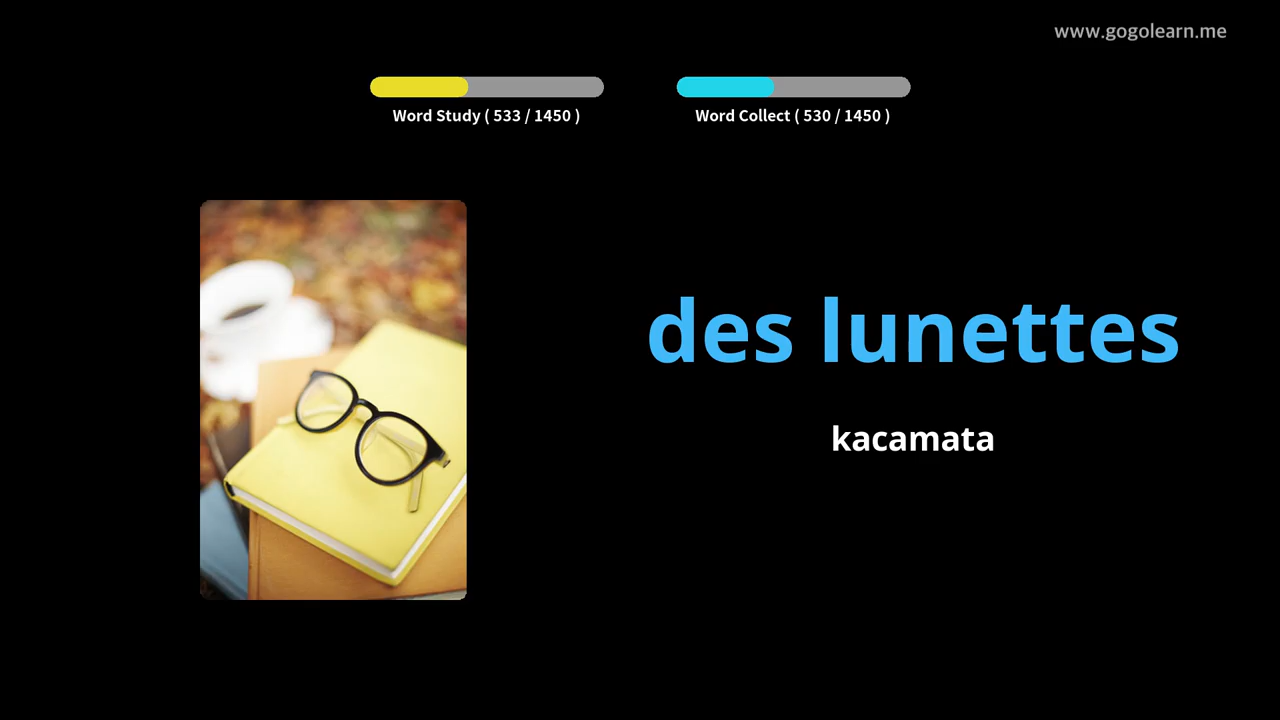 www.gogolearn.me
Word Study ( 533 / 1450 )
Word Collect ( 530 / 1450 )
des lunettes
kacamata